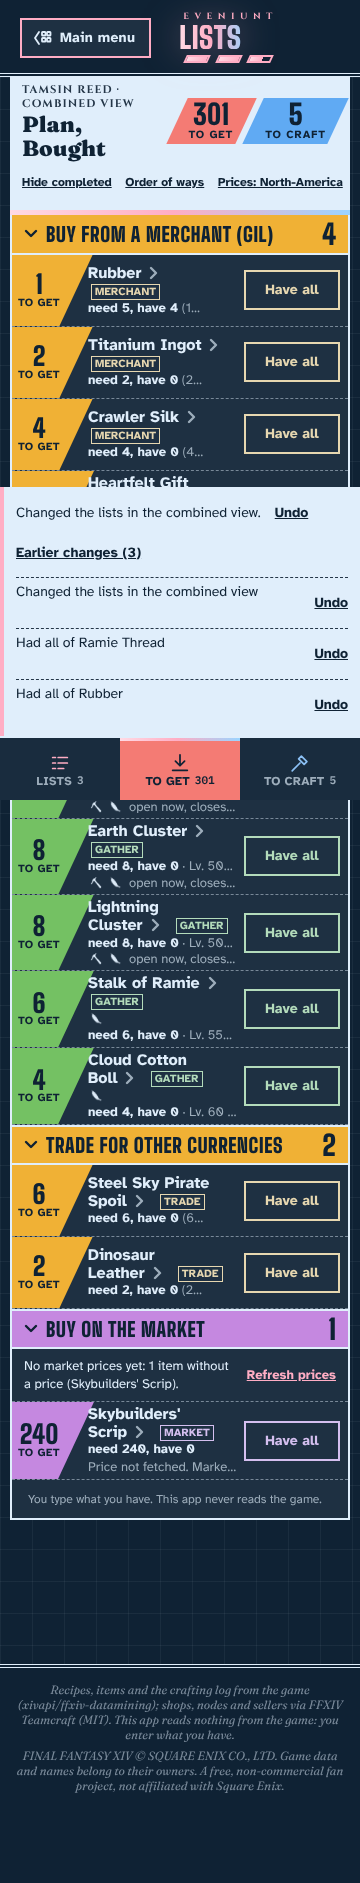 EVENIUNT
Main menu
LISTS
TAMSIN REED ·
COMBINED VIEW
Plan,
Bought
301
TO GET
5
TO CRAFT
Hide completed Order of ways Prices: North-America
BUY FROM A MERCHANT (GIL) 4
1
TO GET
Rubber
MERCHANT
need 5, have 4 (1...
Have all
2
TO GET
Titanium Ingot
MERCHANT
need 2, have 0 (2...
Have all
4
TO GET
Crawler Silk
MERCHANT
need 4, have 0 (4...
Have all
Heartfelt Gift
Changed the lists in the combined view. Undo
Earlier changes (3)
Changed the lists in the combined view
Undo
Had all of Ramie Thread
Undo
Had all of Rubber
Undo
LISTS 3
TO GET 301
TO CRAFT 5
open now, closes...
8
TO GET
Earth Cluster
GATHER
need 8, have 0 · Lv. 50...
open now, closes...
Have all
8
TO GET
Lightning
Cluster GATHER
need 8, have 0 · Lv. 50...
open now, closes...
Have all
6
TO GET
Stalk of Ramie
GATHER
need 6, have 0 · Lv. 55...
Have all
4
TO GET
Cloud Cotton
Boll GATHER
need 4, have 0 · Lv. 60 ...
Have all
TRADE FOR OTHER CURRENCIES 2
6
TO GET
Steel Sky Pirate
Spoil TRADE
need 6, have 0 (6...
Have all
2
TO GET
Dinosaur
Leather TRADE
need 2, have 0 (2...
Have all
BUY ON THE MARKET 1
No market prices yet: 1 item without
a price (Skybuilders' Scrip).
Refresh prices
240
TO GET
Skybuilders'
Scrip MARKET
need 240, have 0
Price not fetched. Marke...
Have all
You type what you have. This app never reads the game.
Recipes, items and the crafting log from the game
(xivapi/ffxiv-datamining); shops, nodes and sellers via FFXIV
Teamcraft (MIT). This app reads nothing from the game: you
enter what you have.
FINAL FANTASY XIV © SQUARE ENIX CO., LTD. Game data
and names belong to their owners. A free, non-commercial fan
project, not affiliated with Square Enix.